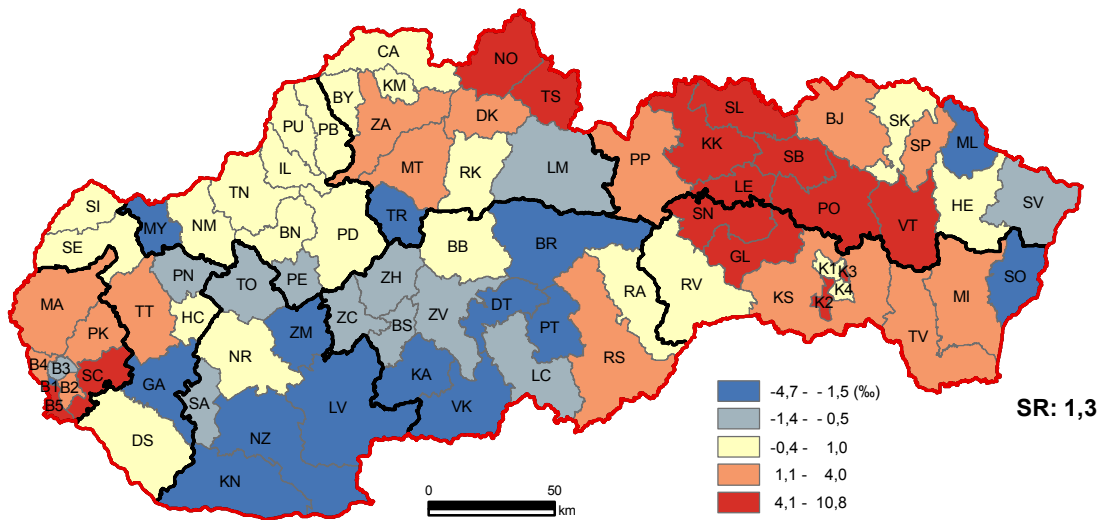 CA
NO
KM
BY
TS
PU
PB
ZA
DK
SL
BJ
SK
SP
ML
IL
MT
RK
LM
PP
KK
SB
TN
LE
PO
HE
SV
SI
MY
NM
BN
PD
TR
SN
VT
SE
BB
BR
GL
PN
TO
PE
ZH
RA
RV
KS
K1
K3
K4
K2
MI
SO
MA
TT
HC
ZC
BS
ZV
DT
PT
TV
PK
ZM
NR
RS
B4
B3
B1
B2
SC
B5
GA
SA
LV
KA
VK
LC
DS
NZ
KN
-4,7 - - 1,5 (‰)
-1,4 - - 0,5
-0,4 - 1,0
1,1 - 4,0
4,1 - 10,8
SR: 1,3
0 50
km